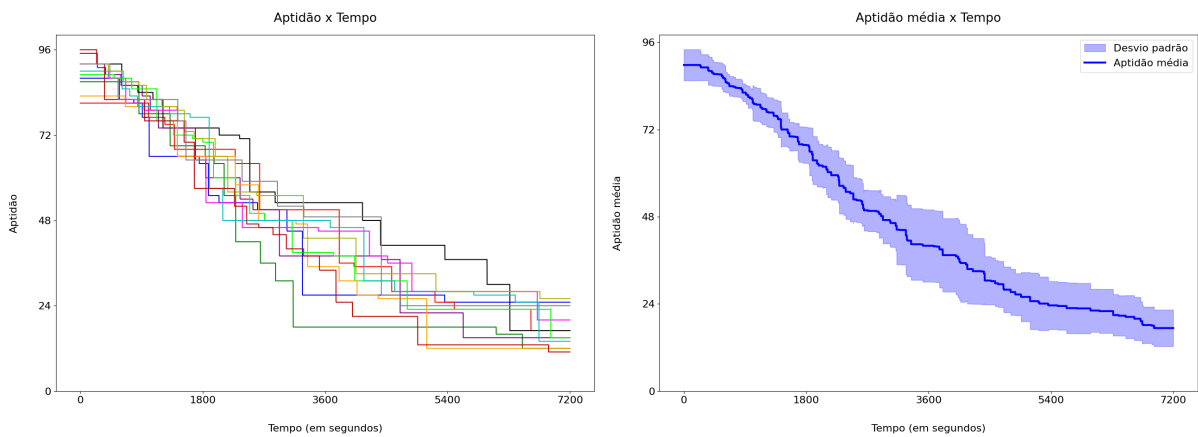 Aptidão x Tempo
Aptidão
96
72
48
24
0
0 1800 3600 5400 7200
Tempo (em segundos)
Aptidão média x Tempo
Aptidão média
96
72
48
24
0
0 1800 3600 5400 7200
Tempo (em segundos)
Desvio padrão
Aptidão média